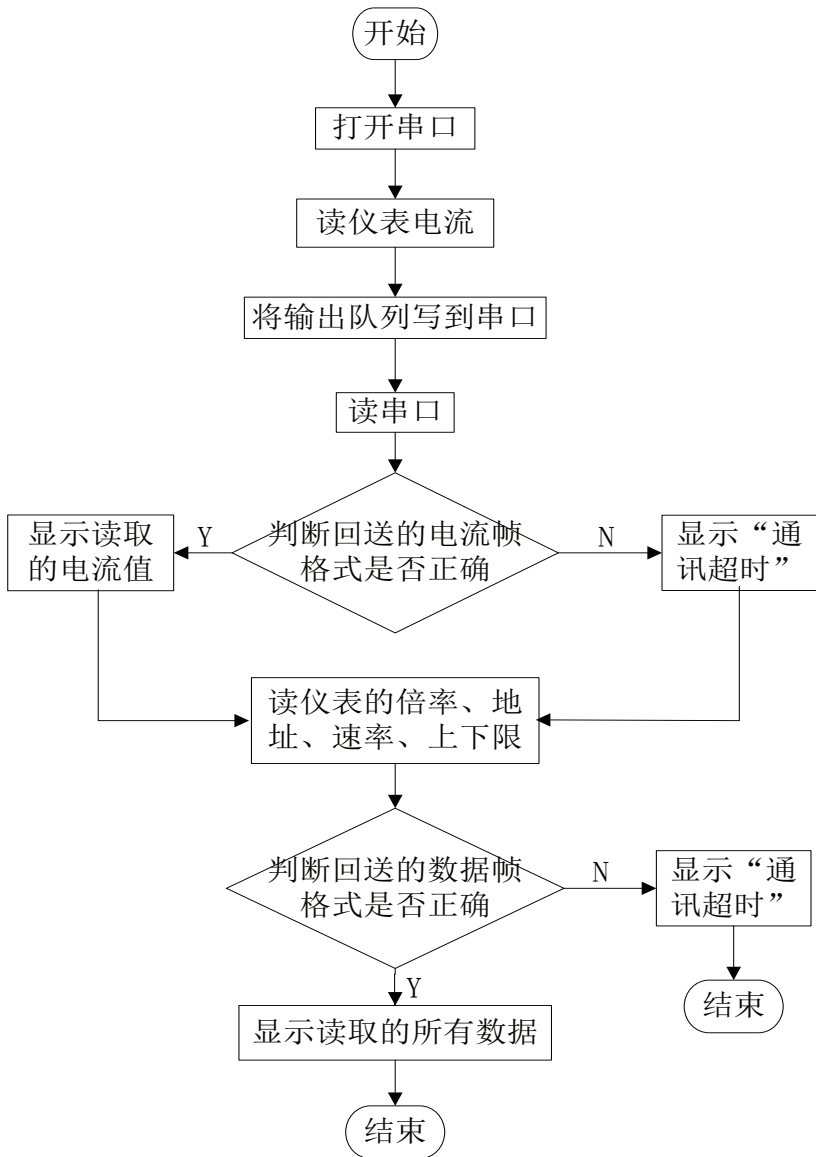 开始
打开串口
读仪表电流
将输出队列写到串口
读串口
判断回送的电流帧
格式是否正确
Y
N
显示读取
的电流值
显示“通
讯超时”
读仪表的倍率、地
址、速率、上下限
判断回送的数据帧
格式是否正确
N
显示“通
讯超时”
Y
结束
显示读取的所有数据
结束